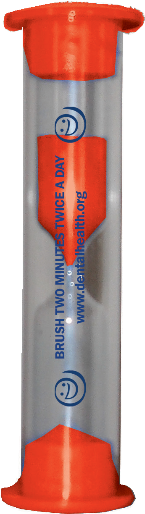 BRUSH TWO MINUTES TWICE A DAY
www.dentalhealth.org